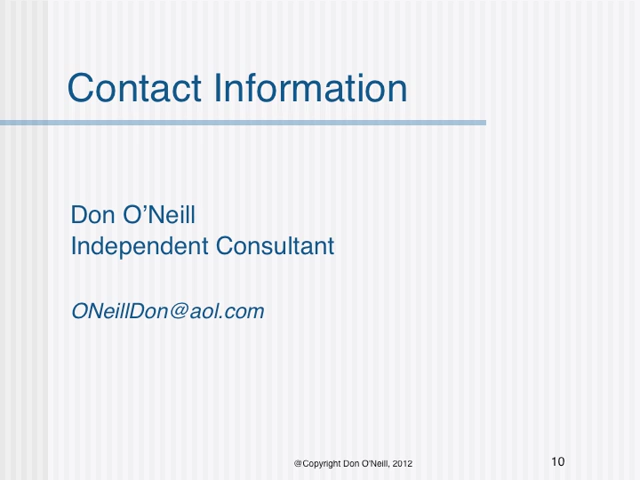 Contact Information
Don O’Neill
Independent Consultant
ONeillDon@aol.com
@Copyright Don O'Neill, 2012
10